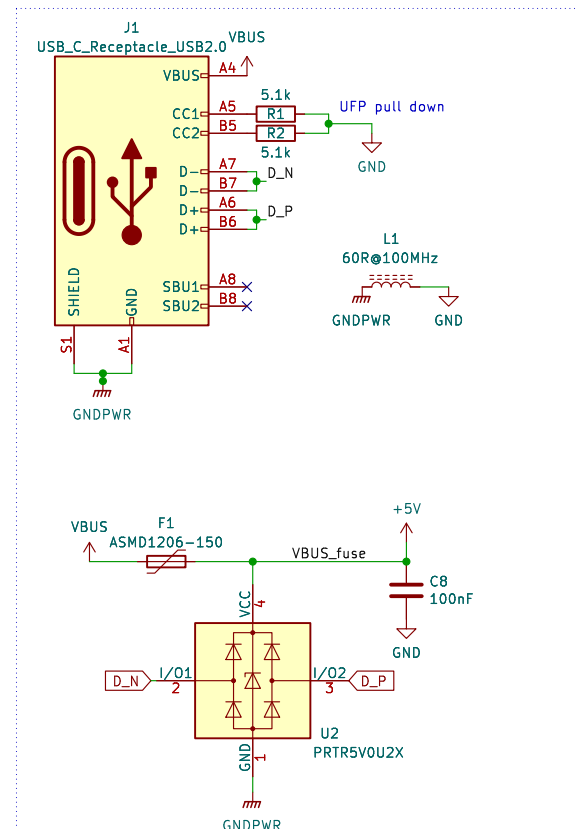 J1
USB_C_Receptacle_USB2.0
VBUS
VBUS A4
5.1k
CC1 A5 R1 UFP pull down
CC2 B5 R2
5.1k
GND
D- A7 D_N
D- B7
D+ A6 D_P
D+ B6
L1
60R@100MHz
SBU1 A8
SBU2 B8
SHIELD
GND
GNDPWR GND
S1
A1
GNDPWR
+5V
VBUS F1
ASMD1206-150
VBUS_fuse
C8
100nF
VCC
4
GND
I/O1 I/O2
D_N 2 3 D_P
U2
PRTR5V0U2X
GND
1
GNDPWR